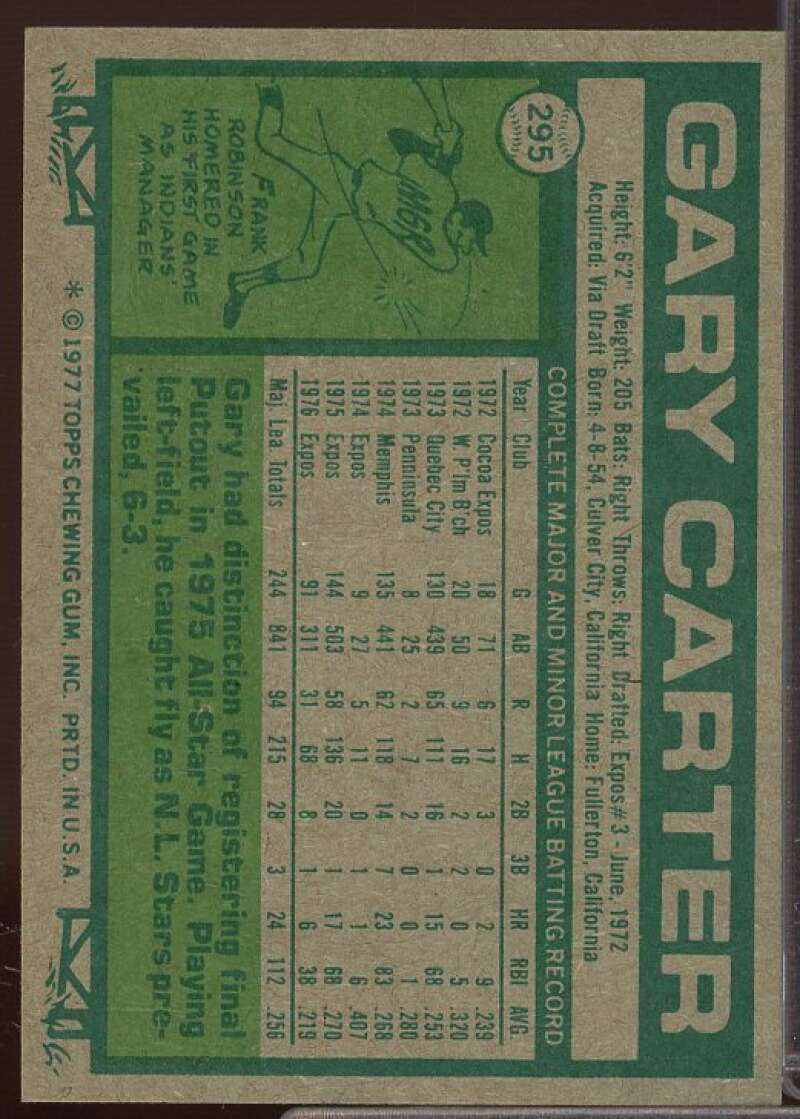 GARY CARTER
Height: 6'2" Weight: 205 Bats: Right Throws: Right Drafted: Expos #3 - June, 1972
Acquired: Via Draft Born: 4-8-54, Culver City, California Home: Fullerton, California
295
COMPLETE MAJOR AND MINOR LEAGUE BATTING RECORD
Year Club G AB R H 2B 3B HR RBI AVG.
1972 Cocoa Expos 18 71 6 17 3 0 2 9 .239
1972 W. P'lm B'ch 20 50 9 16 2 2 0 5 .320
1973 Quebec City 130 439 65 111 16 1 15 68 .253
1973 Penninsula 8 25 2 7 2 0 0 1 .280
1974 Memphis 135 441 62 118 14 7 23 83 .268
1974 Expos 9 27 5 11 0 1 1 6 .407
1975 Expos 144 503 58 136 20 1 17 68 .270
1976 Expos 91 311 31 68 8 1 6 38 .219
Maj. Lea. Totals 244 841 94 215 28 3 24 112 .256
MGR
FRANK
ROBINSON
HOMERED IN
HIS FIRST GAME
AS INDIANS'
MANAGER
Gary had distinction of registering final
Putout in 1975 All-Star Game. Playing
left-field, he caught fly as N.L. Stars pre-
vailed, 6-3.
* © 1977 TOPPS CHEWING GUM, INC. PRTD. IN U.S.A.